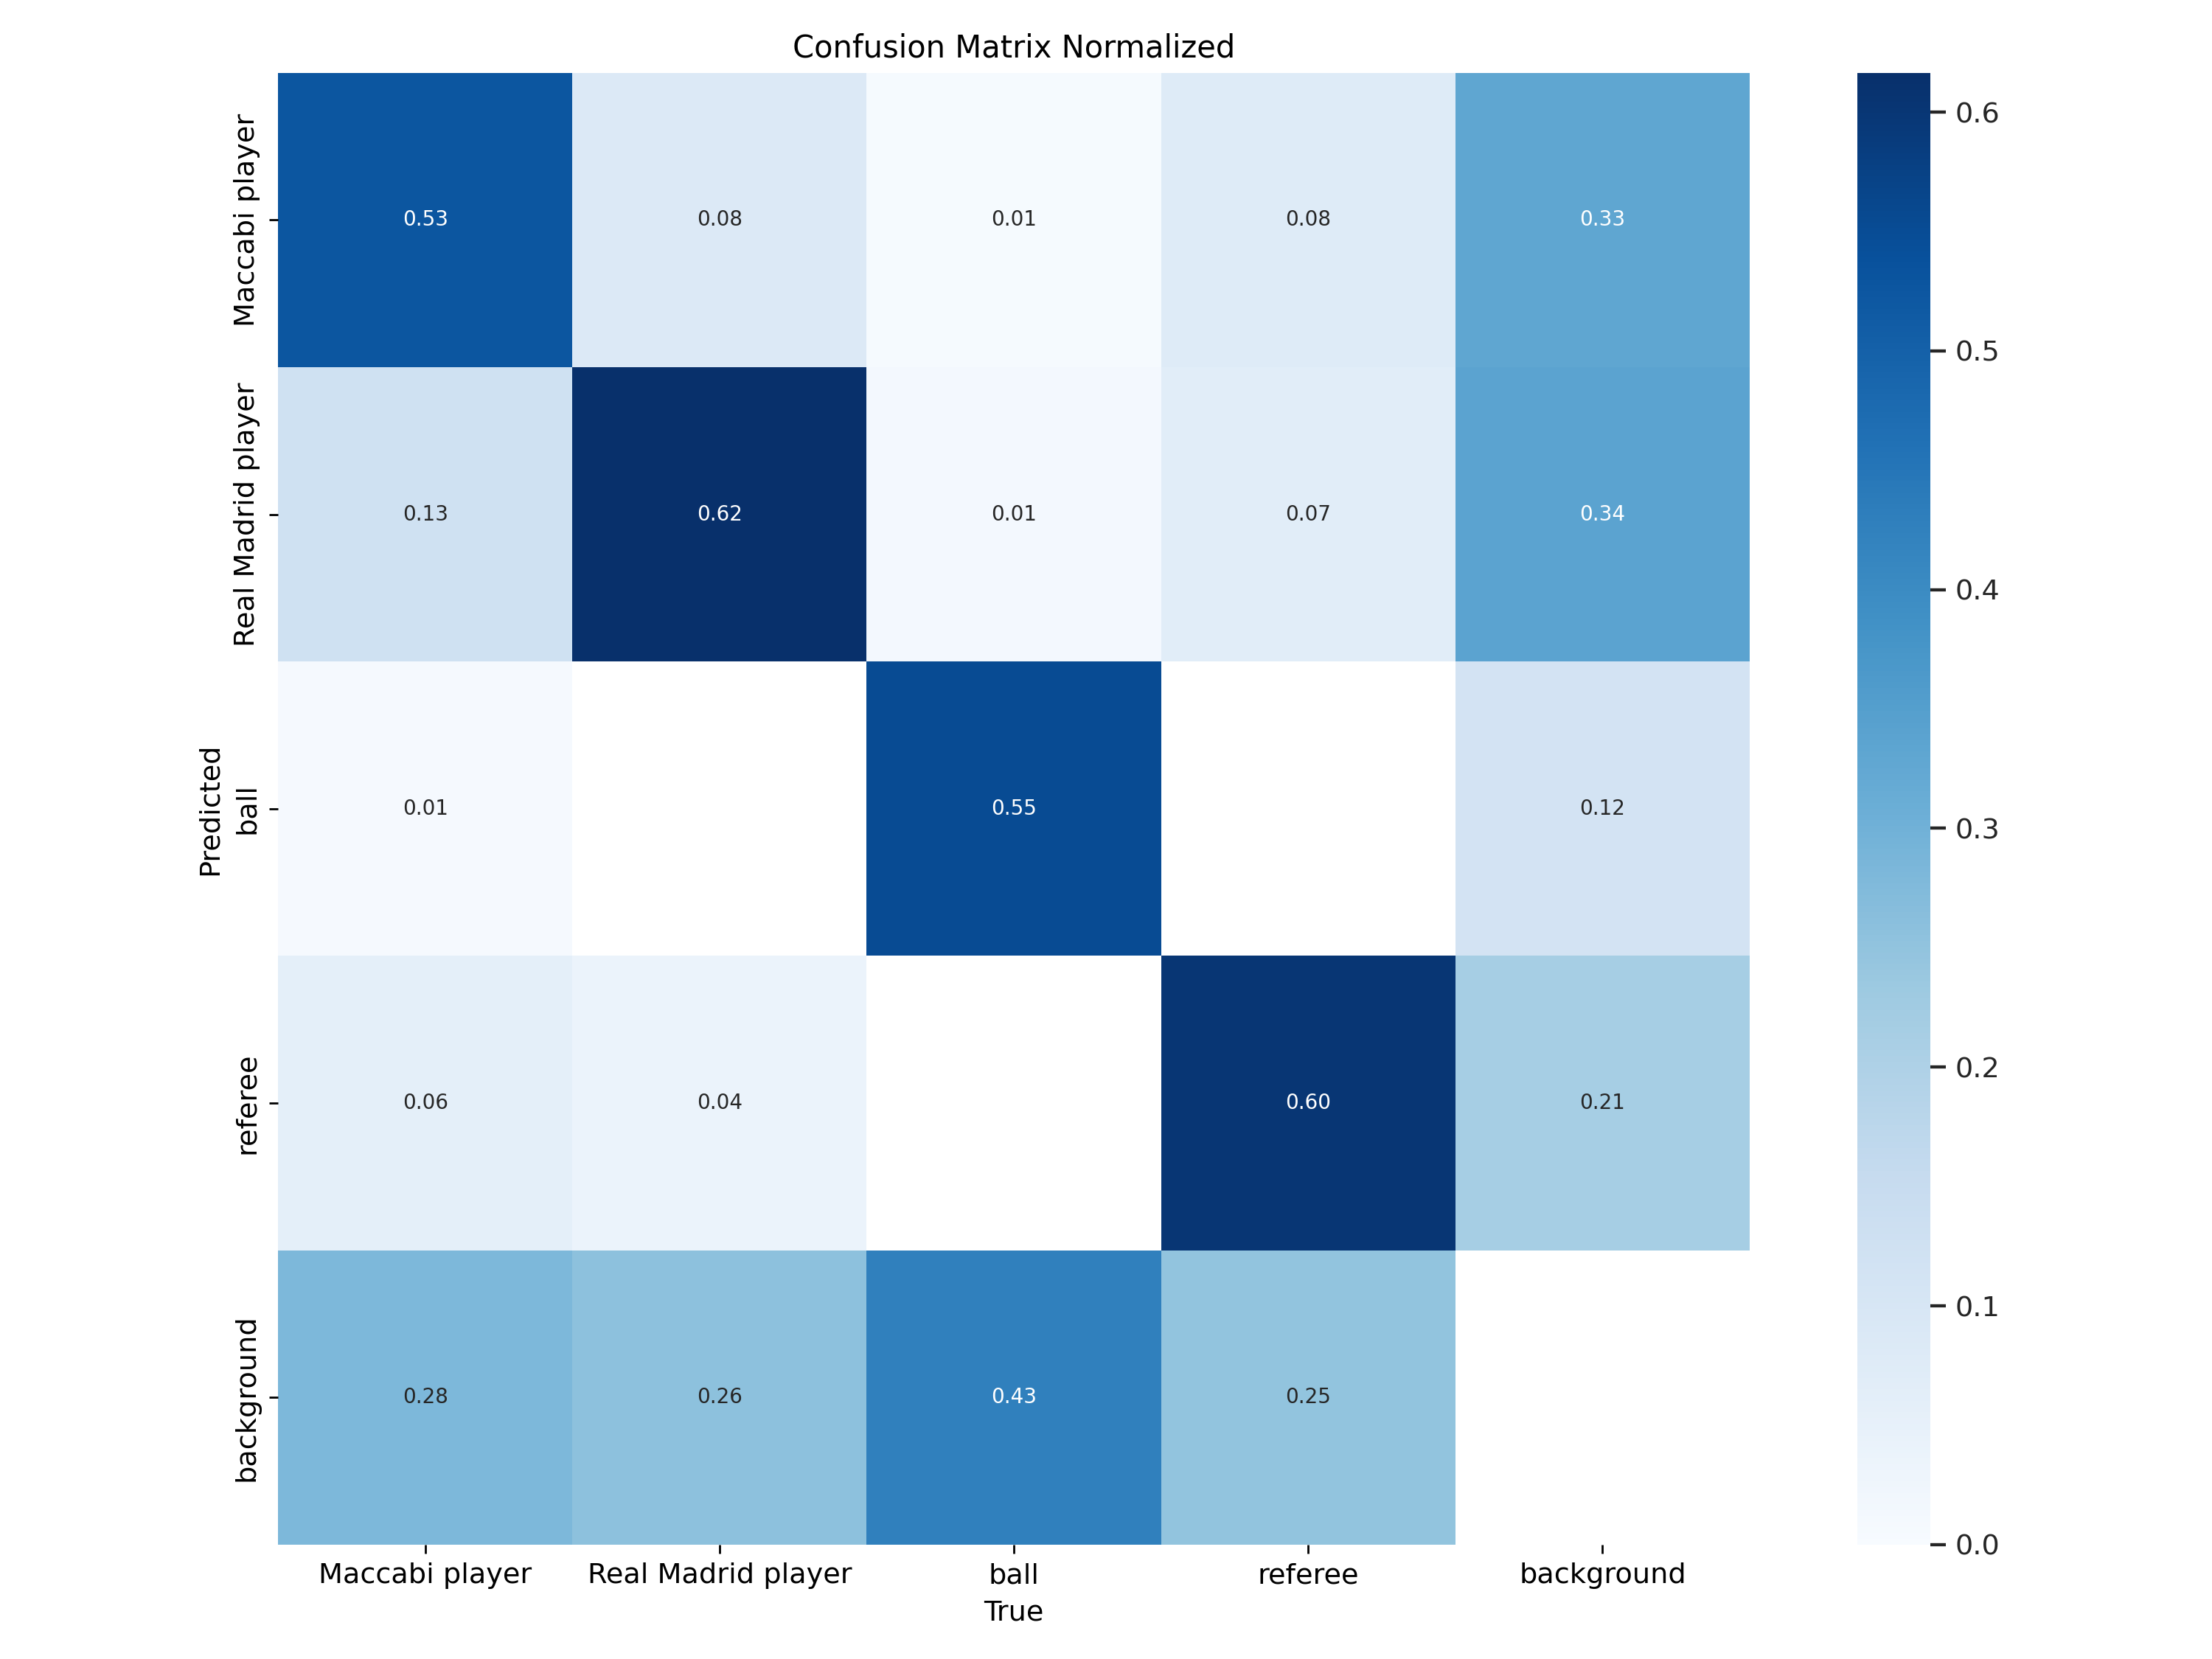 Confusion Matrix Normalized
Maccabi player
0.53
0.08
0.01
0.08
0.33
Real Madrid player
0.13
0.62
0.01
0.07
0.34
Predicted
ball
0.01
0.55
0.12
referee
0.06
0.04
0.60
0.21
background
0.28
0.26
0.43
0.25
Maccabi player
Real Madrid player
ball
referee
background
True
0.6
0.5
0.4
0.3
0.2
0.1
0.0